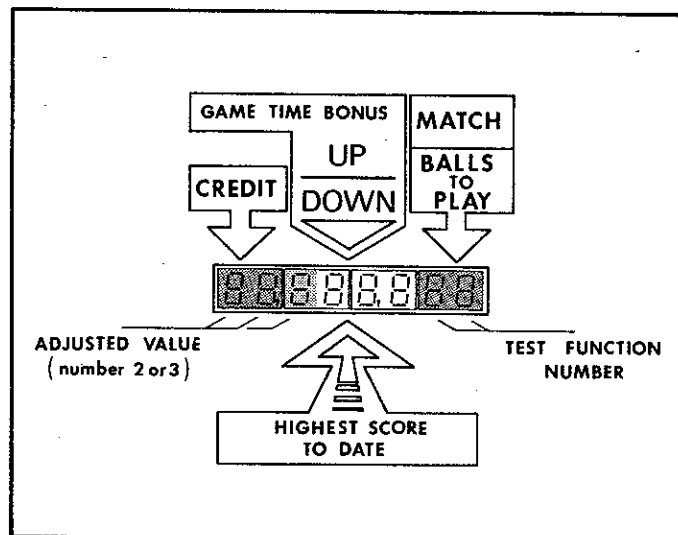 GAME TIME BONUS
UP
DOWN
MATCH
BALLS
TO
PLAY
CREDIT
ADJUSTED VALUE
(number 2 or 3)
TEST FUNCTION
NUMBER
HIGHEST SCORE
TO DATE